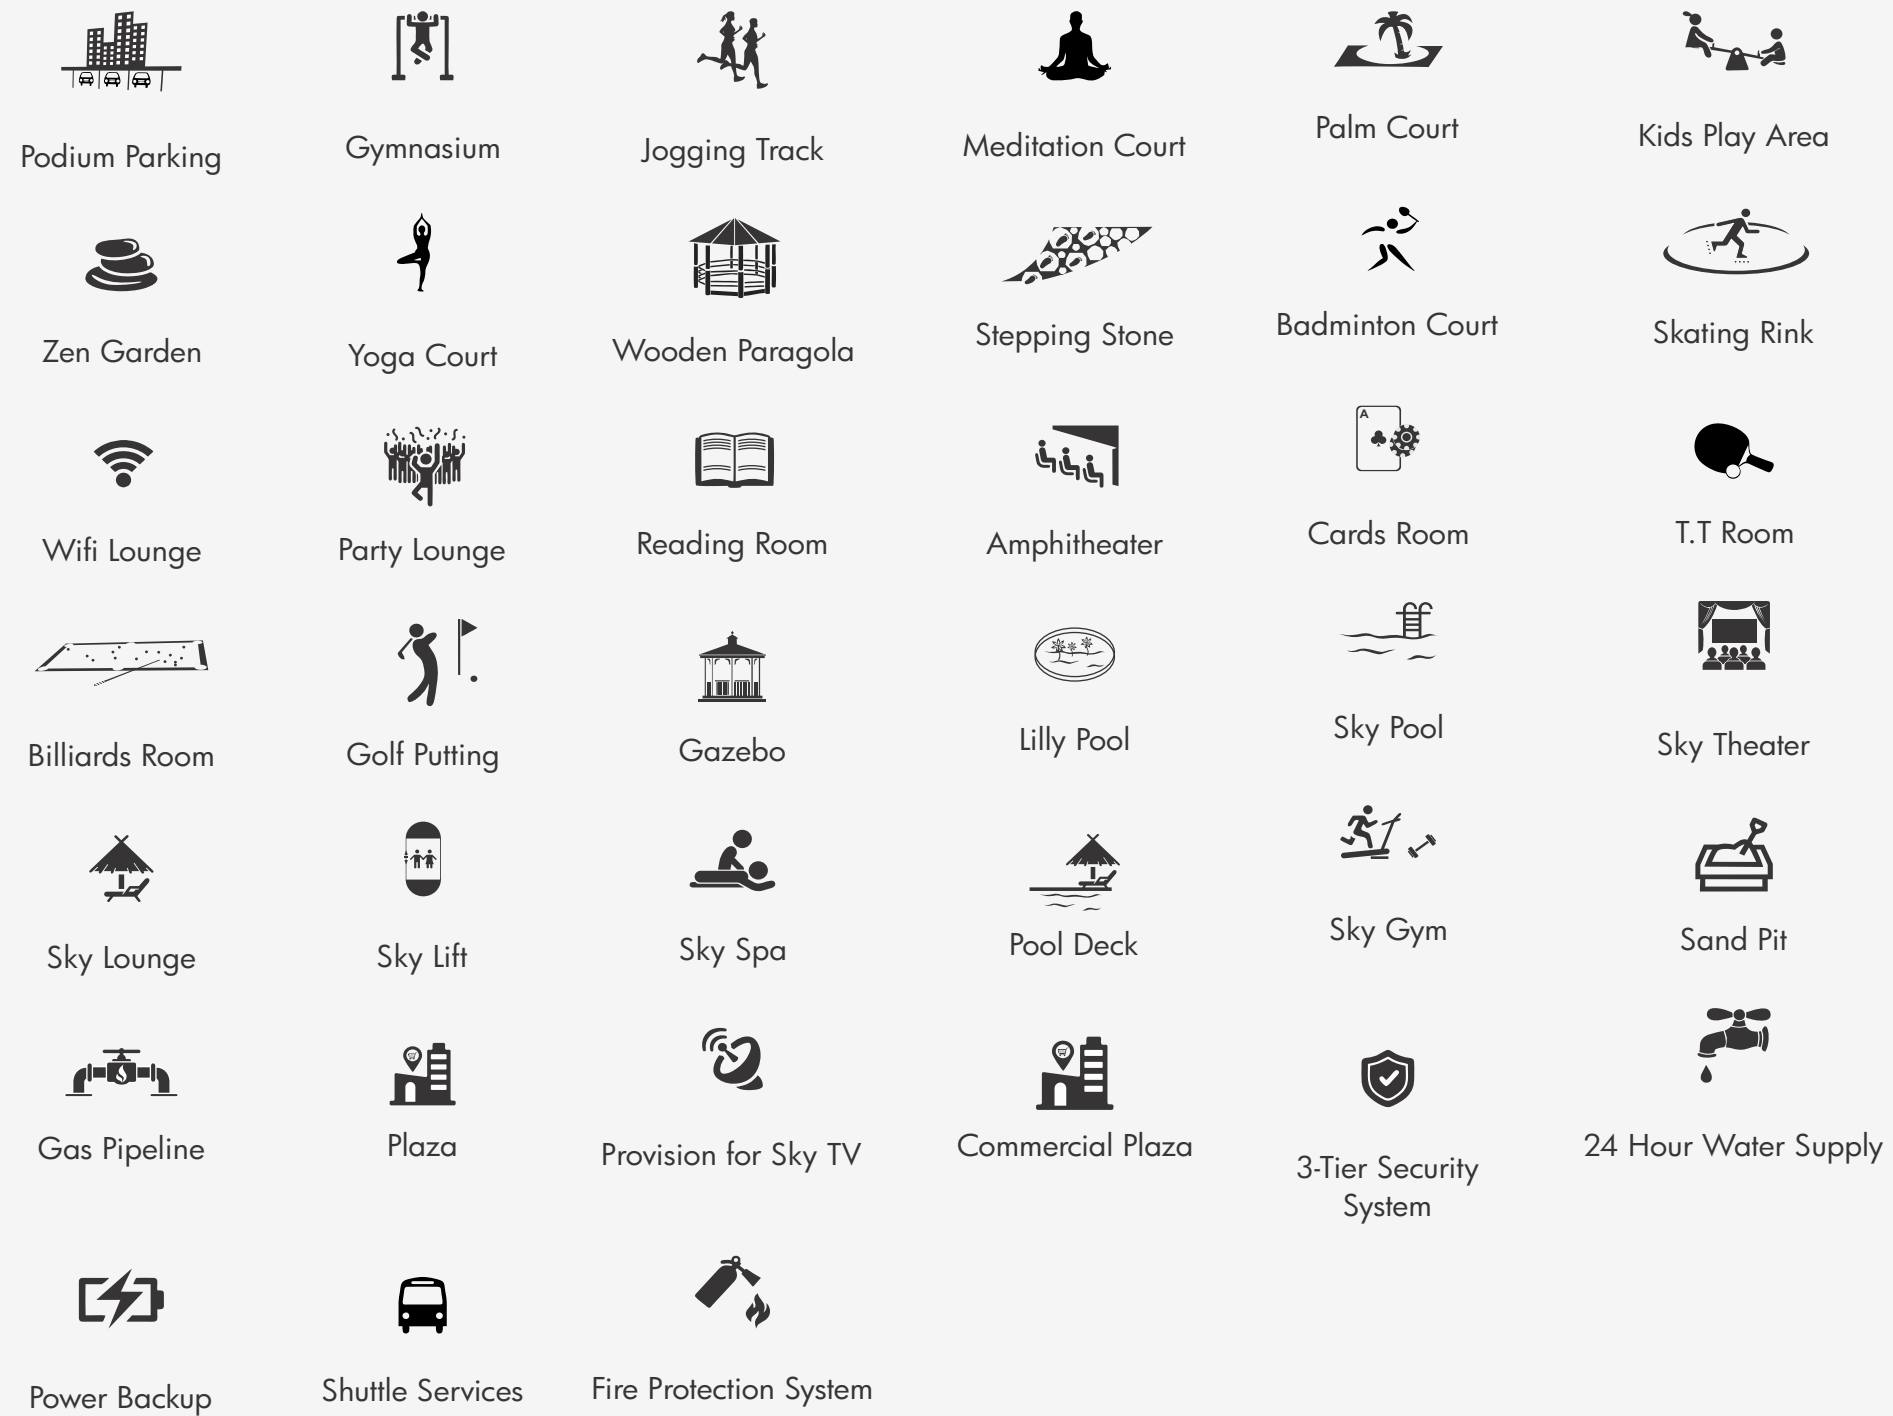 Podium Parking
Gymnasium
Jogging Track
Meditation Court
Palm Court
Kids Play Area
Zen Garden
Yoga Court
Wooden Paragola
Stepping Stone
Badminton Court
Skating Rink
A
Wifi Lounge
Party Lounge
Reading Room
Amphitheater
Cards Room
T.T Room
Billiards Room
Golf Putting
Gazebo
Lilly Pool
Sky Pool
Sky Theater
Sky Lounge
Sky Lift
Sky Spa
Pool Deck
Sky Gym
Sand Pit
Gas Pipeline
Plaza
Provision for Sky TV
Commercial Plaza
3-Tier Security
System
24 Hour Water Supply
Power Backup
Shuttle Services
Fire Protection System